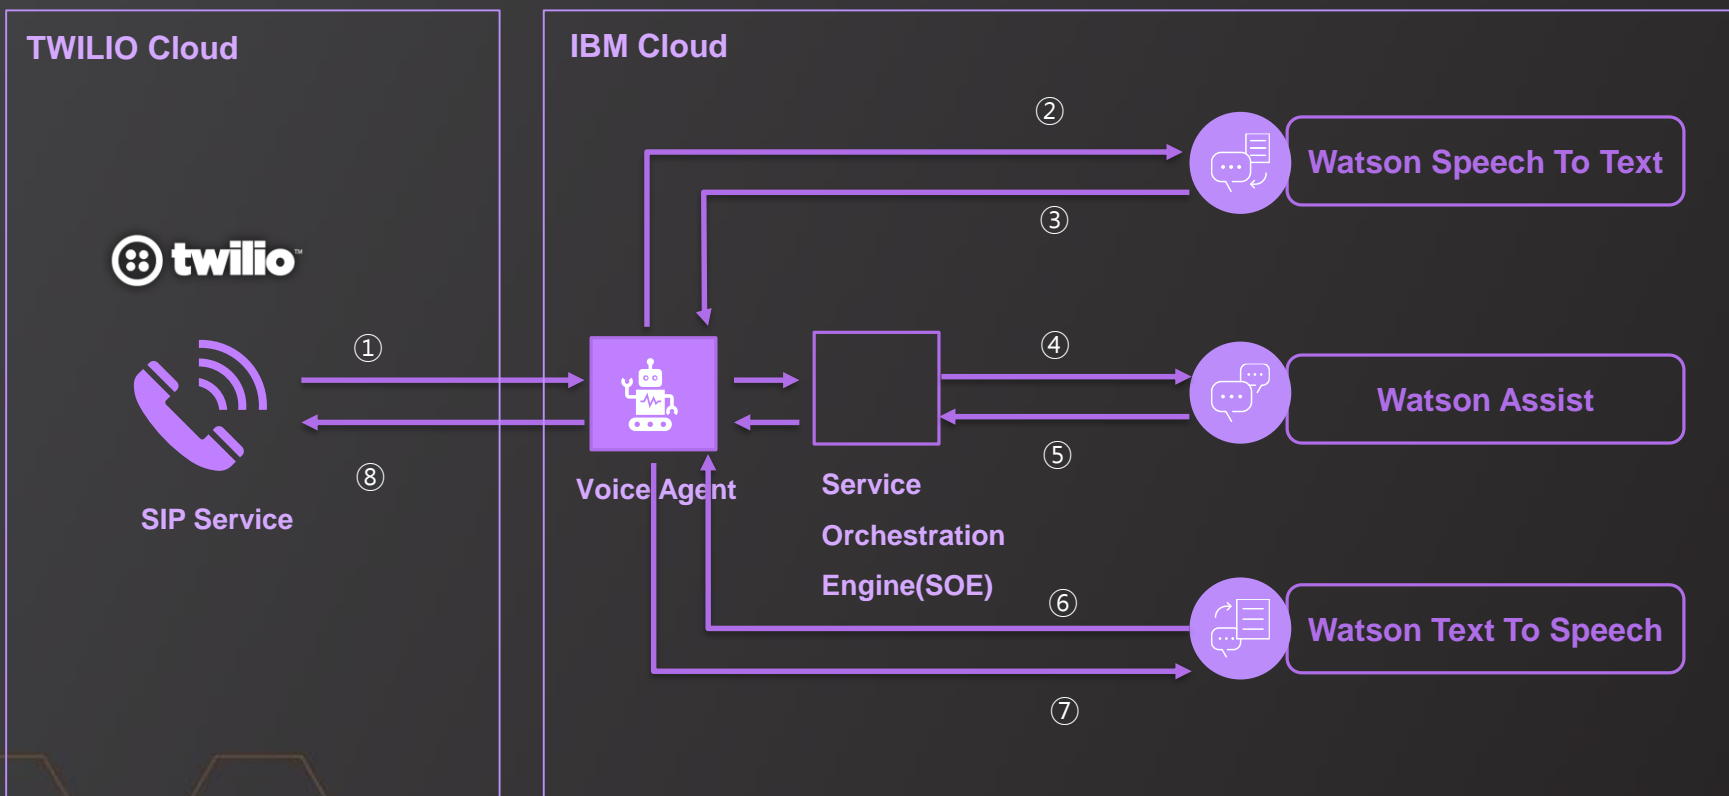 TWILIO Cloud
IBM Cloud
②
Watson Speech To Text
③
twilio™
①
④
Watson Assist
⑤
⑧
Voice Agent
Service
Orchestration
Engine(SOE)
SIP Service
⑥
Watson Text To Speech
⑦